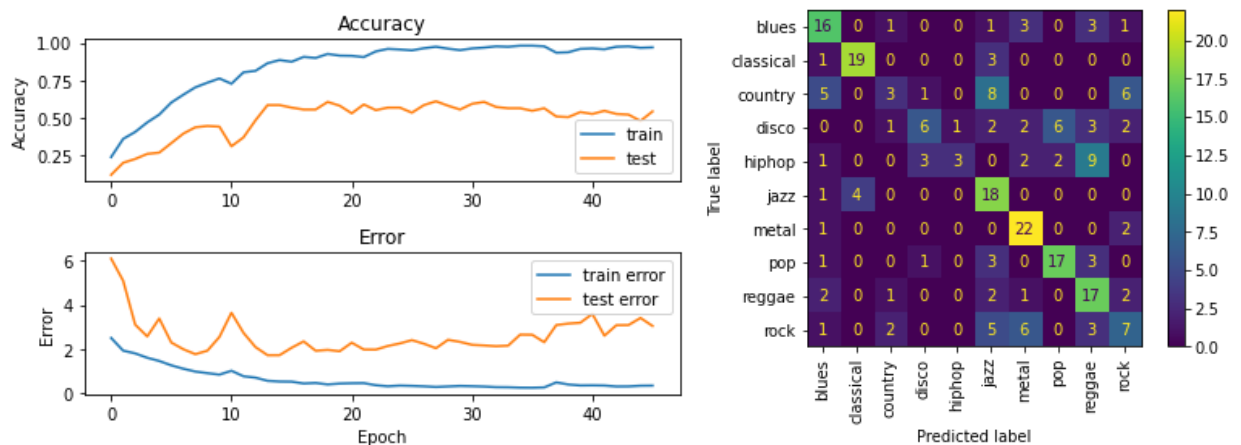 Accuracy
Accuracy
1.00
0.75
0.50
0.25
train
test
0 10 20 30 40
Error
Error
6
4
2
0
train error
test error
0 10 20 30 40
Epoch
True label
blues 16 0 1 0 0 1 3 0 3 1
classical 1 19 0 0 0 3 0 0 0 0
country 5 0 3 1 0 8 0 0 0 6
disco 0 0 1 6 1 2 2 6 3 2
hiphop 1 0 0 3 3 0 2 2 9 0
jazz 1 4 0 0 0 18 0 0 0 0
metal 1 0 0 0 0 0 22 0 0 2
pop 1 0 0 1 0 3 0 17 3 0
reggae 2 0 1 0 0 2 1 0 17 2
rock 1 0 2 0 0 5 6 0 3 7
blues classical country disco hiphop jazz metal pop reggae rock
Predicted label
20.0
17.5
15.0
12.5
10.0
7.5
5.0
2.5
0.0